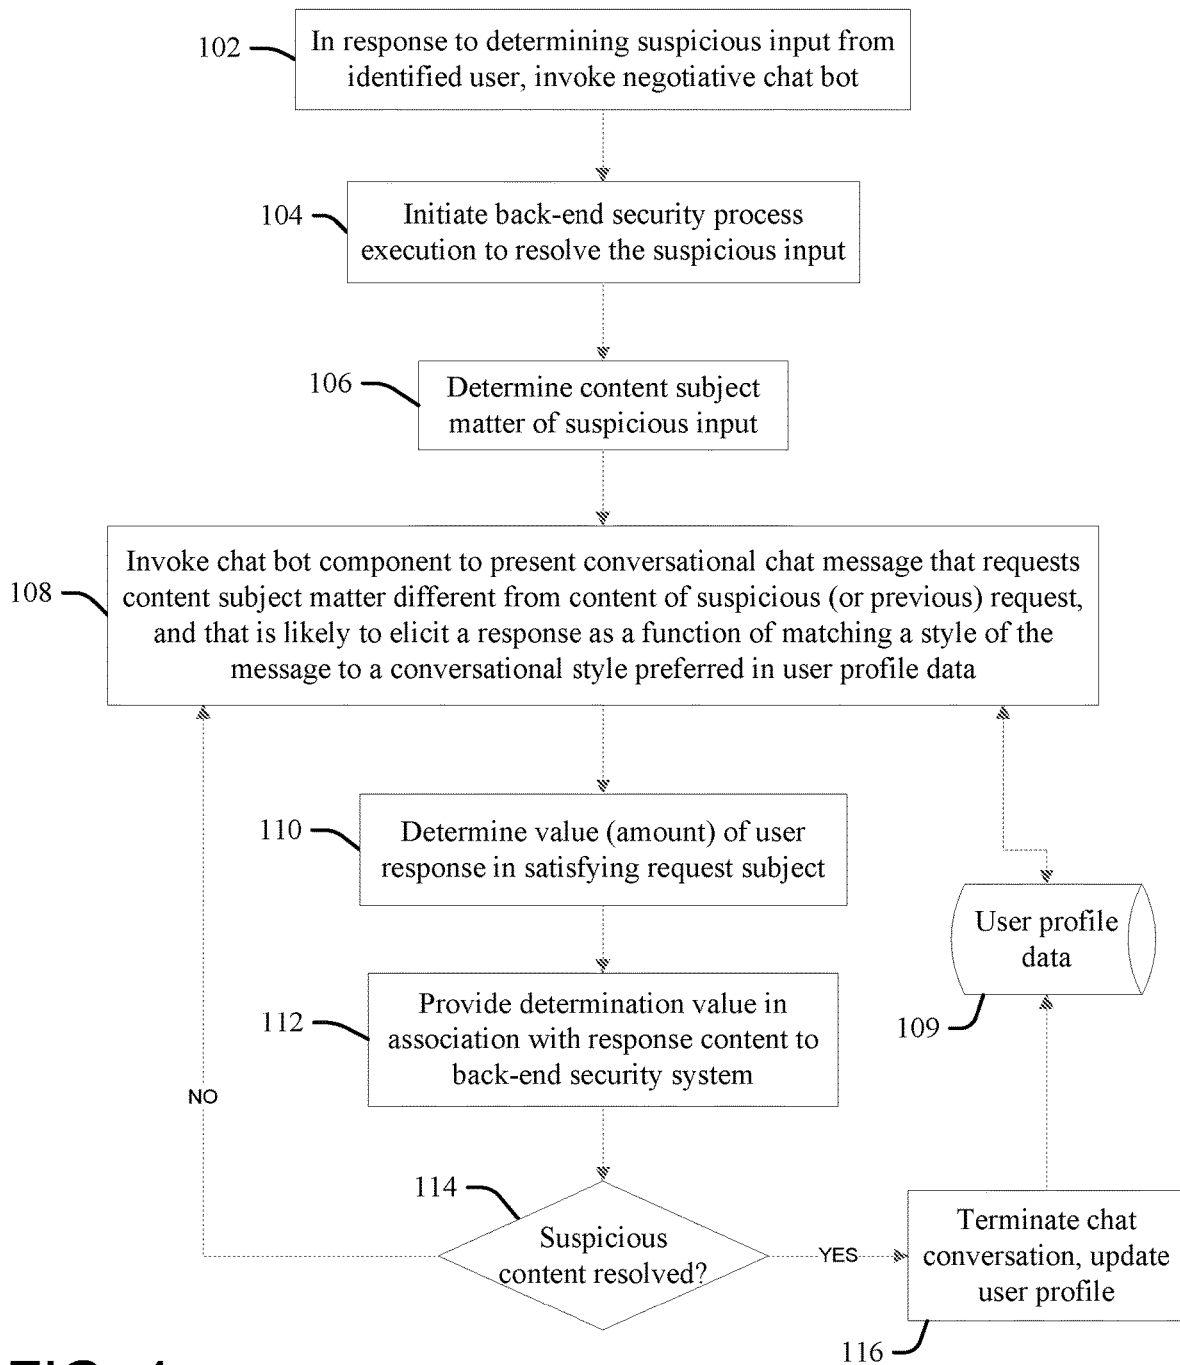 102
In response to determining suspicious input from
identified user, invoke negotiative chat bot
104
Initiate back-end security process
execution to resolve the suspicious input
106
Determine content subject
matter of suspicious input
108
Invoke chat bot component to present conversational chat message that requests
content subject matter different from content of suspicious (or previous) request,
and that is likely to elicit a response as a function of matching a style of the
message to a conversational style preferred in user profile data
110
Determine value (amount) of user
response in satisfying request subject
User profile
data
109
112
Provide determination value in
association with response content to
back-end security system
NO
114
Suspicious
content resolved?
YES
Terminate chat
conversation, update
user profile
116